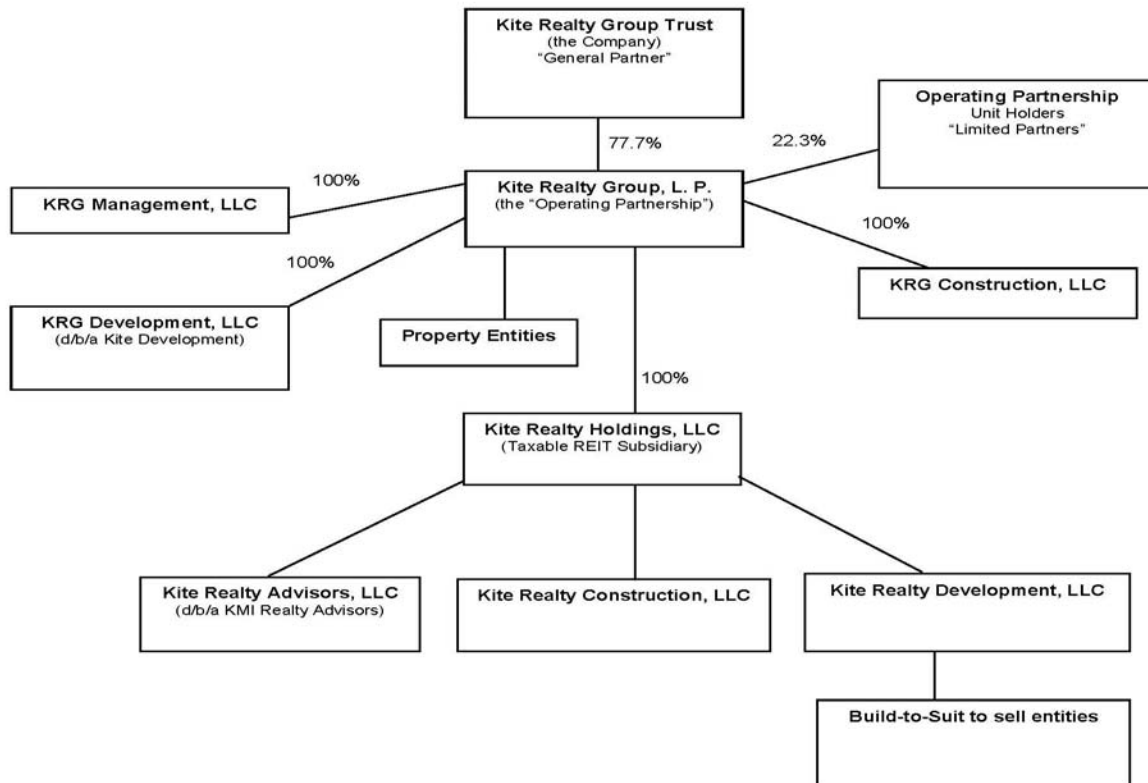 Kite Realty Group Trust
(the Company)
"General Partner"
Operating Partnership
Unit Holders
"Limited Partners"
77.7%
22.3%
Kite Realty Group, L. P.
(the "Operating Partnership")
100%
KRG Management, LLC
100%
KRG Construction, LLC
100%
KRG Development, LLC
(d/b/a Kite Development)
Property Entities
100%
Kite Realty Holdings, LLC
(Taxable REIT Subsidiary)
Kite Realty Advisors, LLC
(d/b/a KMI Realty Advisors)
Kite Realty Construction, LLC
Kite Realty Development, LLC
Build-to-Suit to sell entities